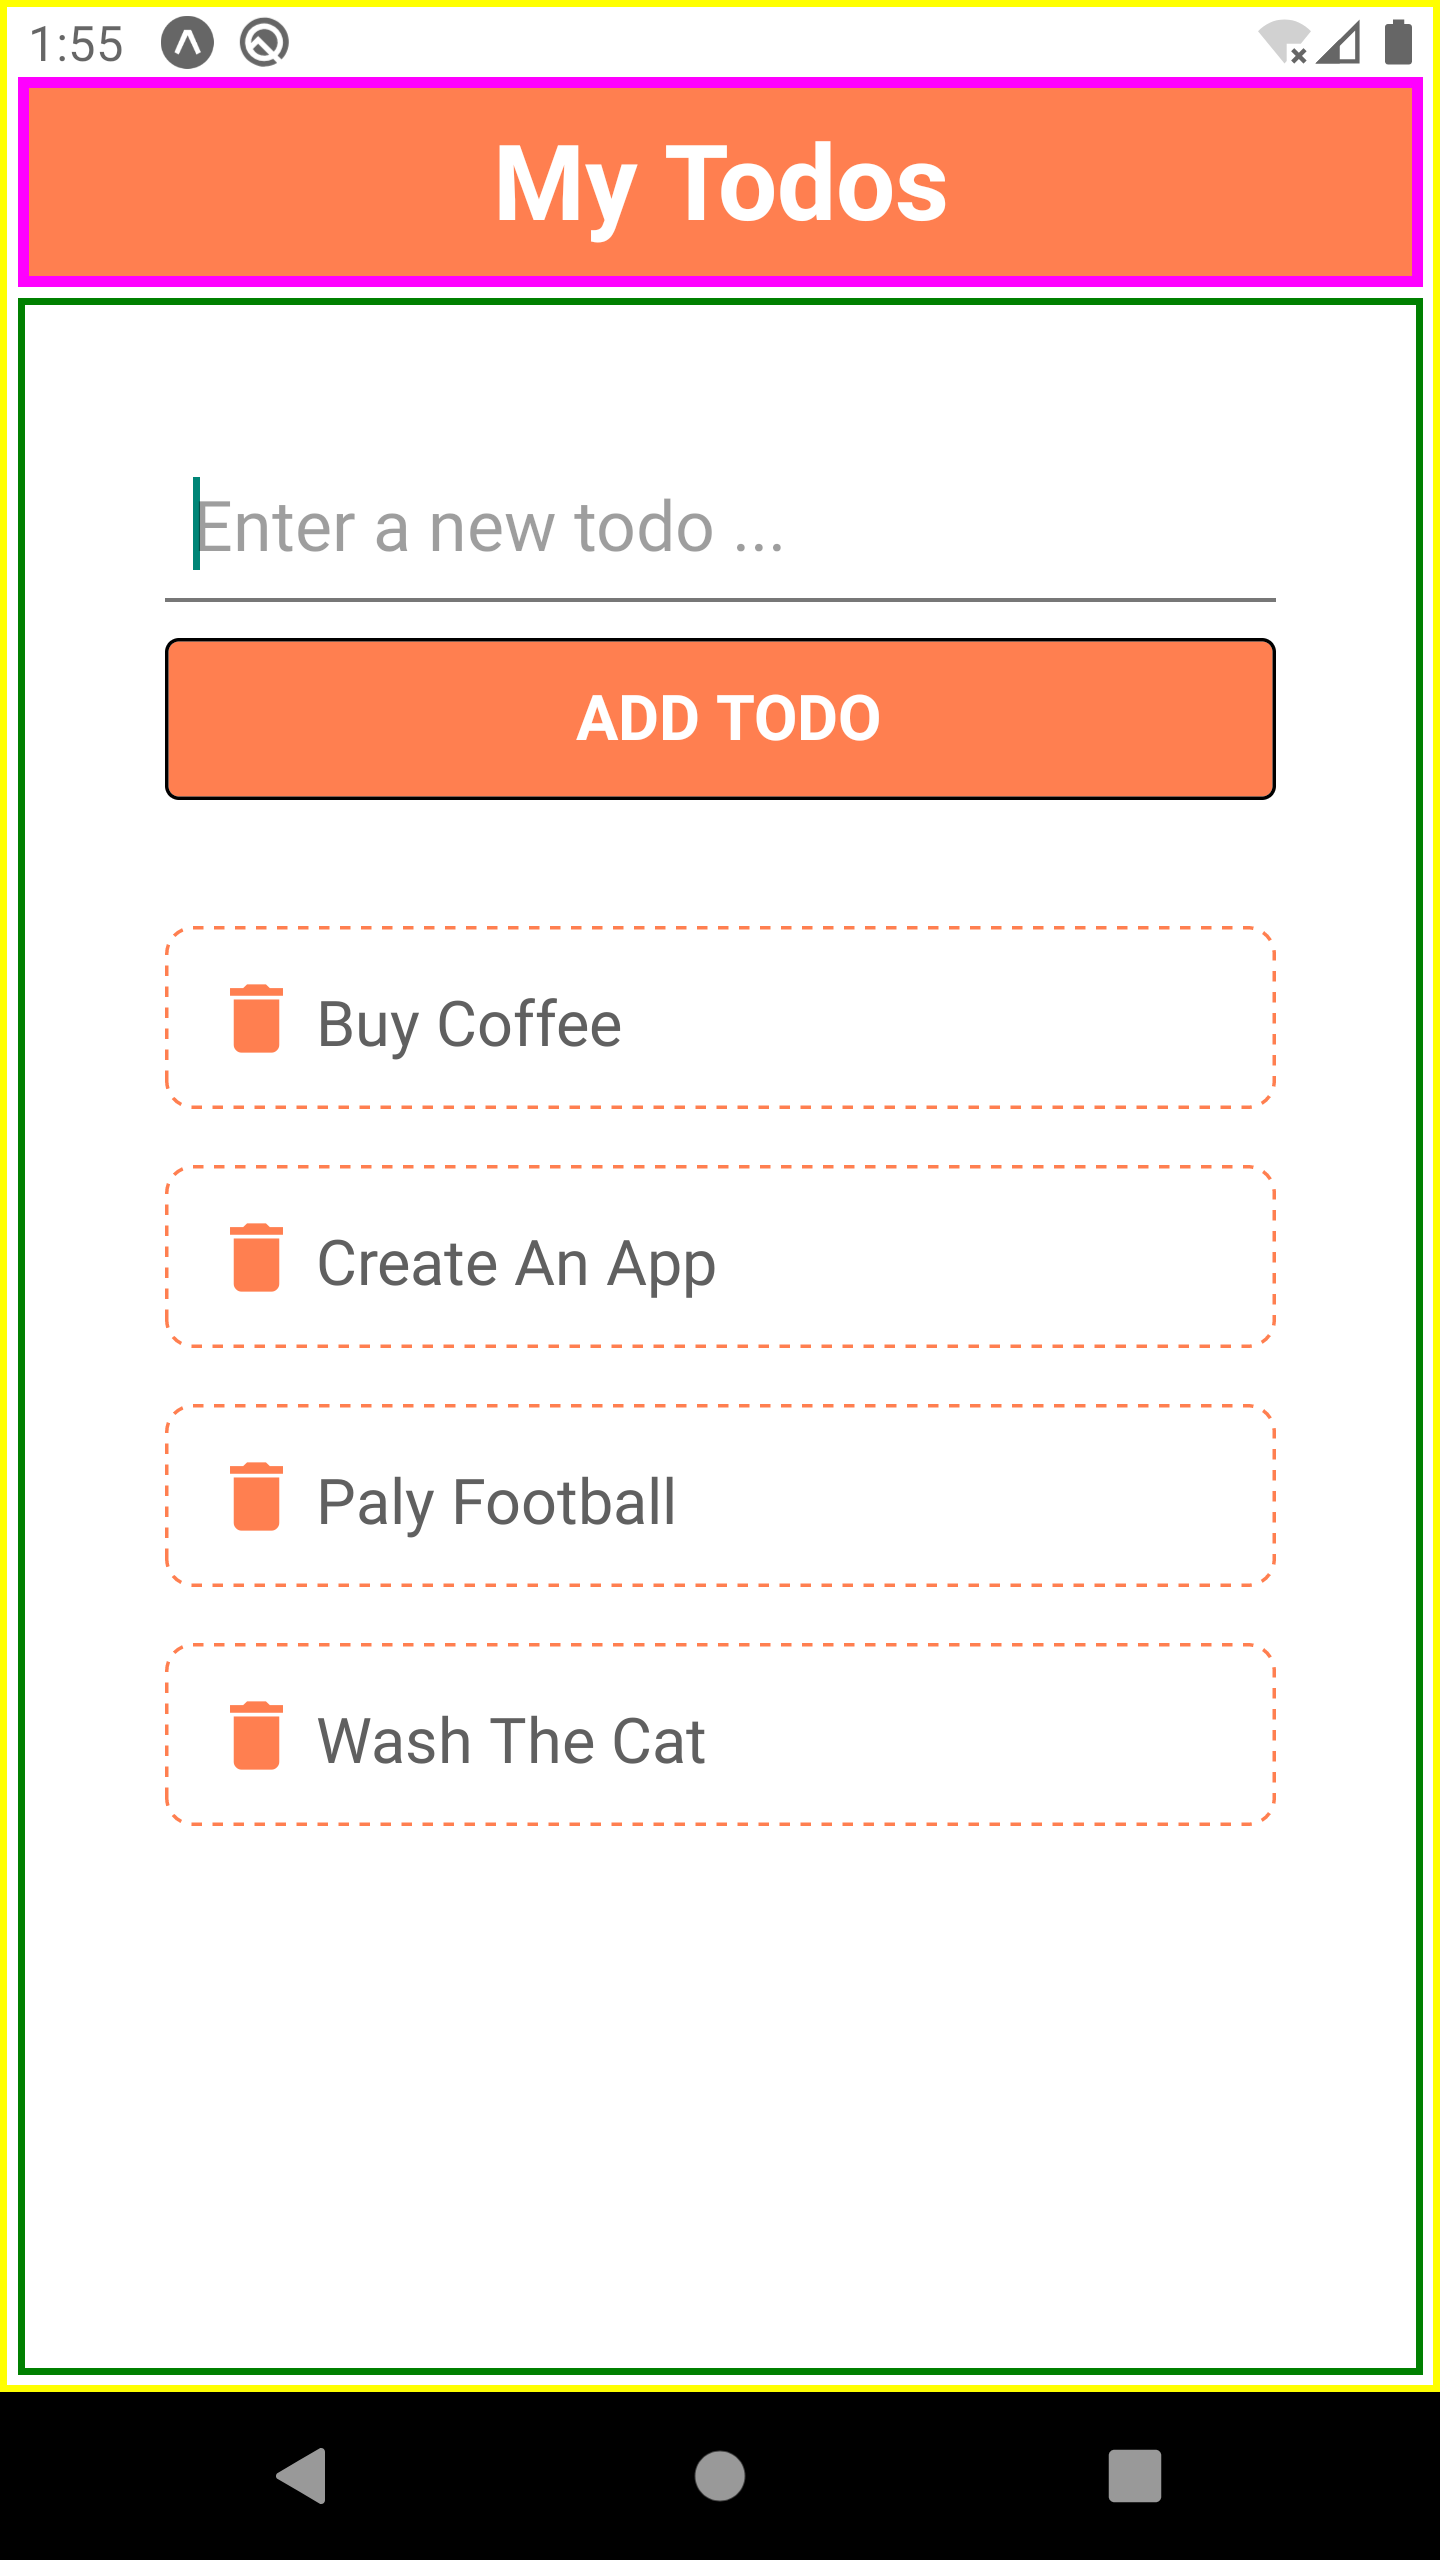 1:55
My Todos
Enter a new todo ...
ADD TODO
Buy Coffee
Create An App
Paly Football
Wash The Cat